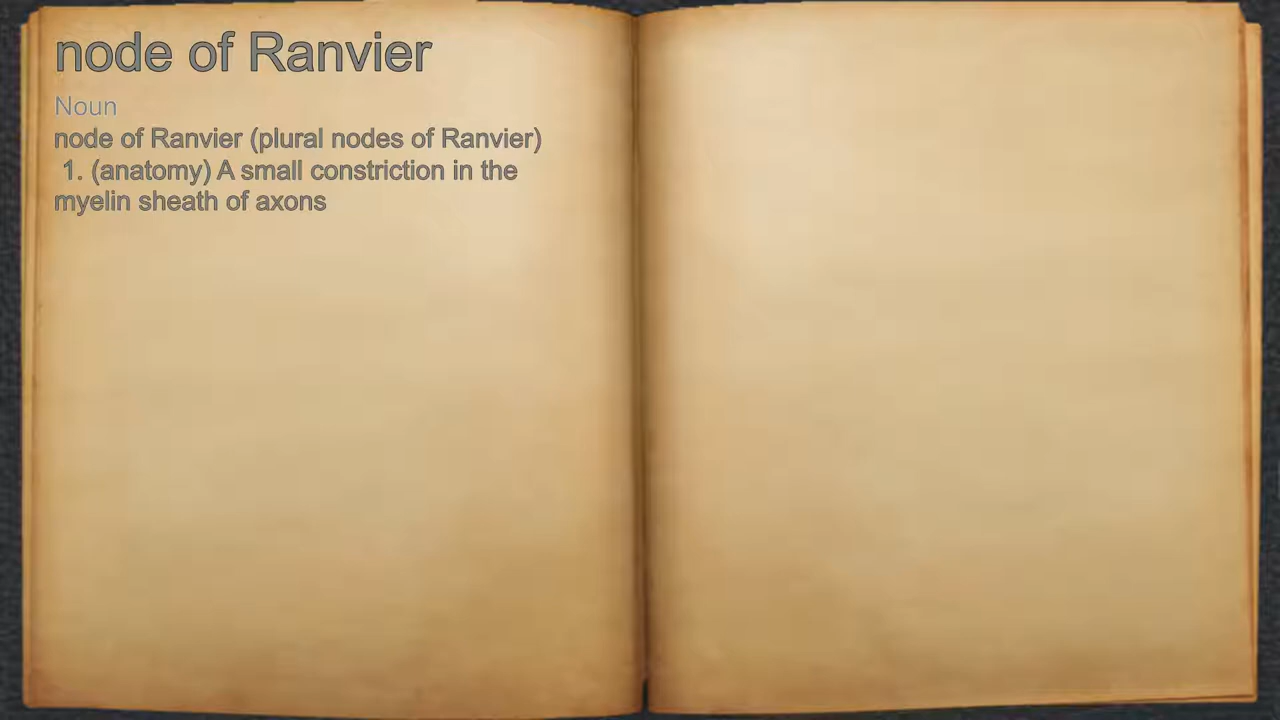 node of Ranvier
Noun
node of Ranvier (plural nodes of Ranvier)
1. (anatomy) A small constriction in the
myelin sheath of axons